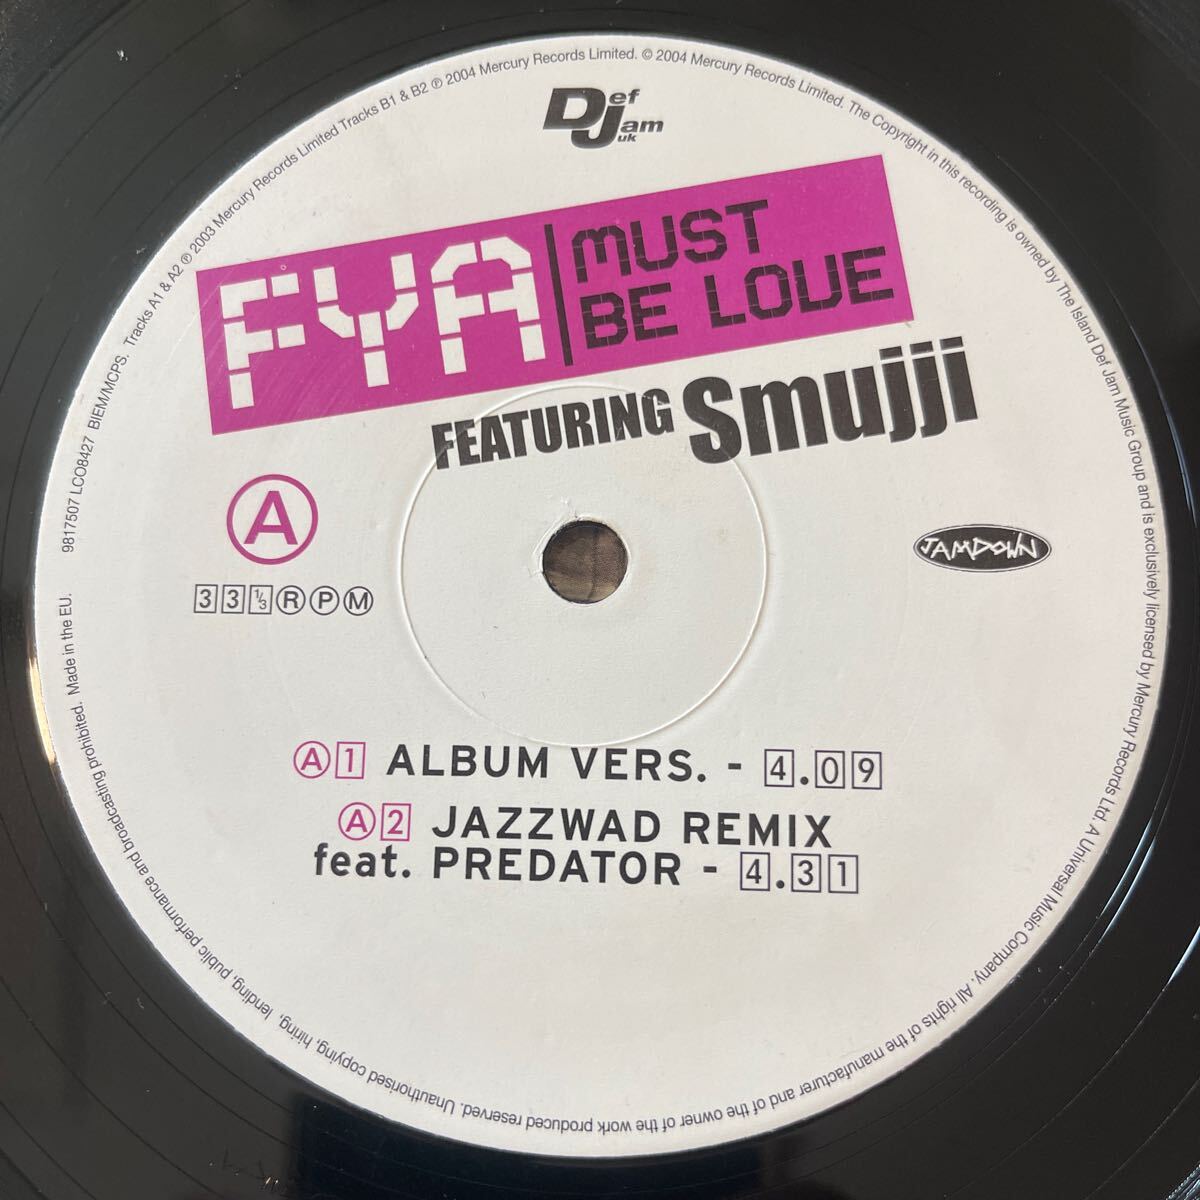 Def Jam uk
FYA
MUST
BE LOVE
FEATURING Smujji
A
33⅓RPM
JAMDOWN
A1 ALBUM VERS. - 4.09
A2 JAZZWAD REMIX
feat. PREDATOR - 4.31
9817507 LC08427 BIEM/MCPS. Tracks A1 & A2 ℗ 2003 Mercury Records Limited Tracks B1 & B2 ℗ 2004 Mercury Records Limited. © 2004 Mercury Records Limited. The Copyright in this recording is owned by The Island Def Jam Music Group and is exclusively licensed by Mercury Records Ltd. A Universal Music Company. All rights of the manufacturer and of the owner of the work produced reserved. Unauthorised copying, hiring, lending, public performance and broadcasting prohibited. Made in the EU.